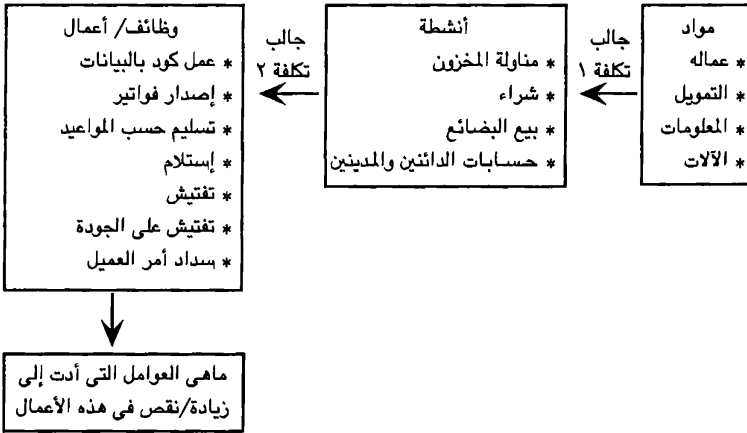 مواد
* عماله
* التمويل
* المعلومات
* الآلات
جالب
تكلفة ١
أنشطة
* مناولة المخزون
* شراء
* بيع البضائع
* حسابات الدائنين والمدينين
جالب
تكلفة ٢
وظائف/ أعمال
* عمل كود بالبيانات
* إصدار فواتير
* تسليم حسب المواعيد
* إستلام
* تفتيش
* تفتيش على الجودة
* سداد أمر العميل
ماهى العوامل التى أدت إلى
زيادة/نقص فى هذه الأعمال